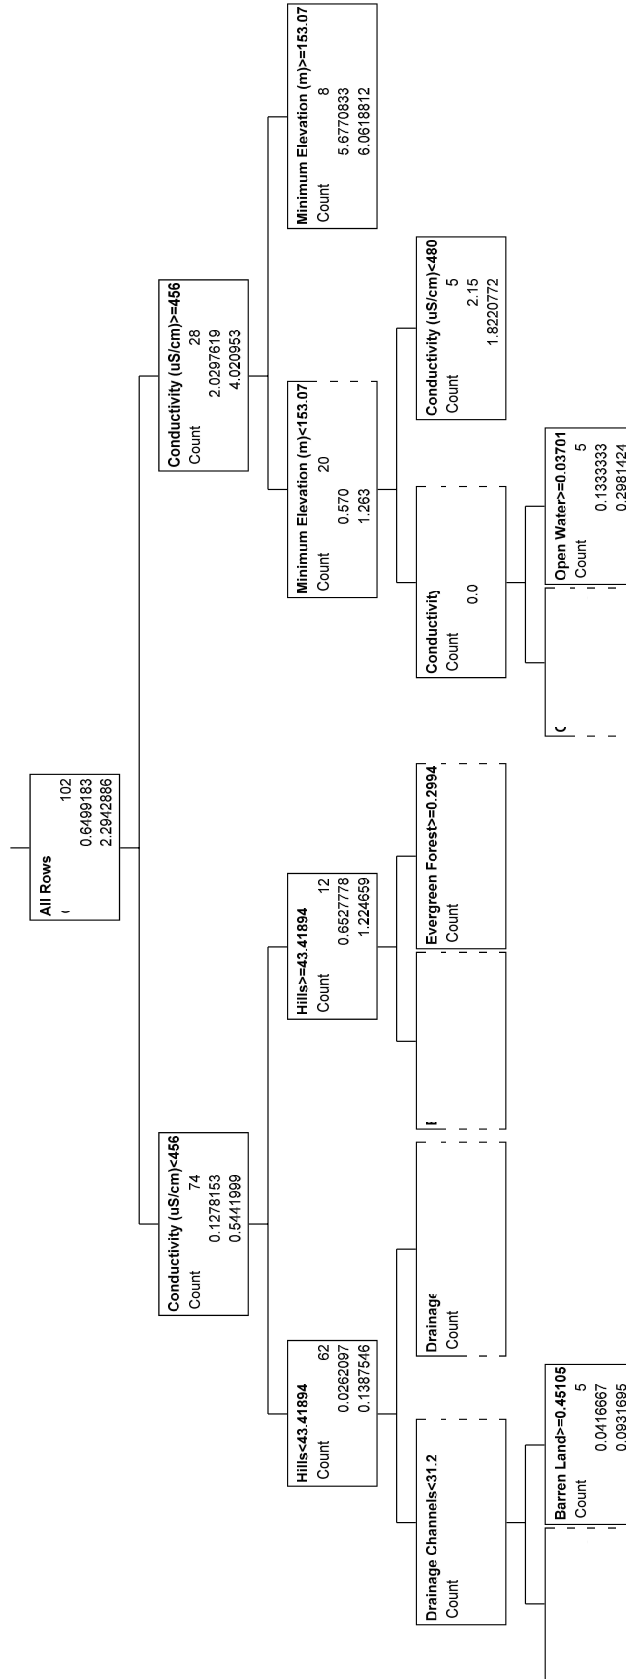 All Rows
102
0.6499183
2.2942886
Conductivity (uS/cm)<456
Count 74
0.1278153
0.5441999
Conductivity (uS/cm)>=456
Count 28
2.0297619
4.020953
Hills<43.41894
Count 62
0.0262097
0.1387546
Hills>=43.41894
Count 12
0.6527778
1.224659
Minimum Elevation (m)<153.07
Count 20
0.570
1.263
Minimum Elevation (m)>=153.07
Count 8
5.6770833
6.0618812
Drainage Channels<31.2
Count
Drainage
Count
Evergreen Forest>=0.2994
Count
Conductivity
Count
0.0
Conductivity (uS/cm)<480
Count 5
2.15
1.8220772
Barren Land>=0.45105
Count 5
0.0416667
0.0931695
Open Water>=0.03701
Count 5
0.1333333
0.2981424